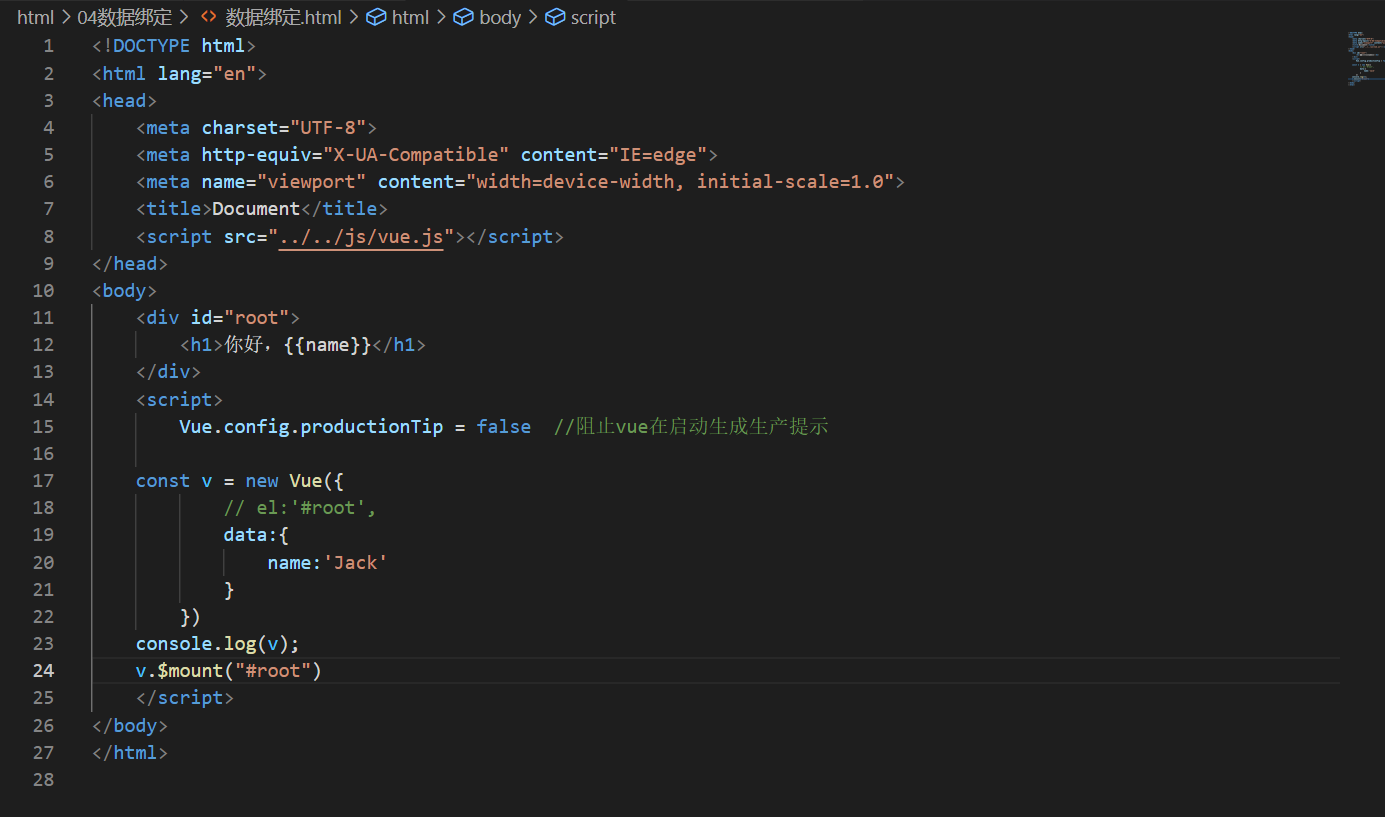 html > 04数据绑定 > <> 数据绑定.html > html > body > script
1 <!DOCTYPE html>
2 <html lang="en">
3 <head>
4     <meta charset="UTF-8">
5     <meta http-equiv="X-UA-Compatible" content="IE=edge">
6     <meta name="viewport" content="width=device-width, initial-scale=1.0">
7     <title>Document</title>
8     <script src="../../js/vue.js"></script>
9 </head>
10 <body>
11     <div id="root">
12         <h1>你好，{{name}}</h1>
13     </div>
14     <script>
15         Vue.config.productionTip = false  //阻止vue在启动生成生产提示
16
17     const v = new Vue({
18             // el:'#root',
19             data:{
20                 name:'Jack'
21             }
22         })
23     console.log(v);
24     v.$mount("#root")
25     </script>
26 </body>
27 </html>
28